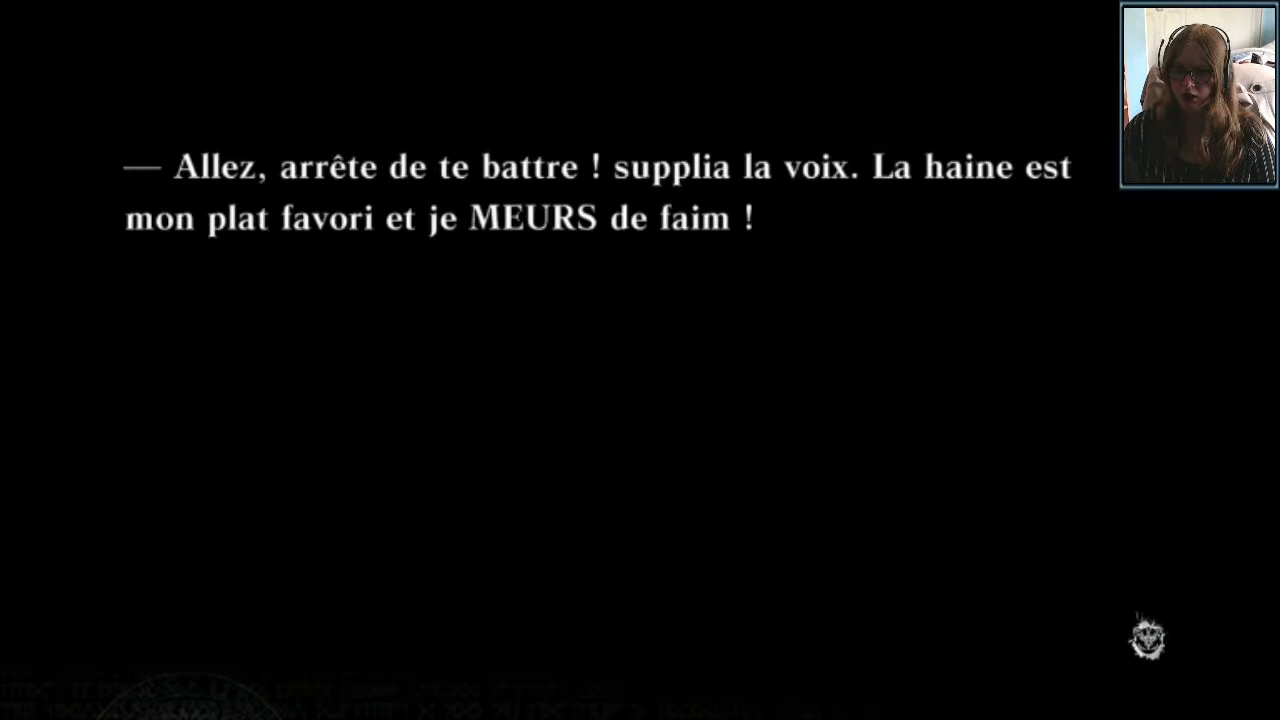 — Allez, arrête de te battre ! supplia la voix. La haine est
mon plat favori et je MEURS de faim !